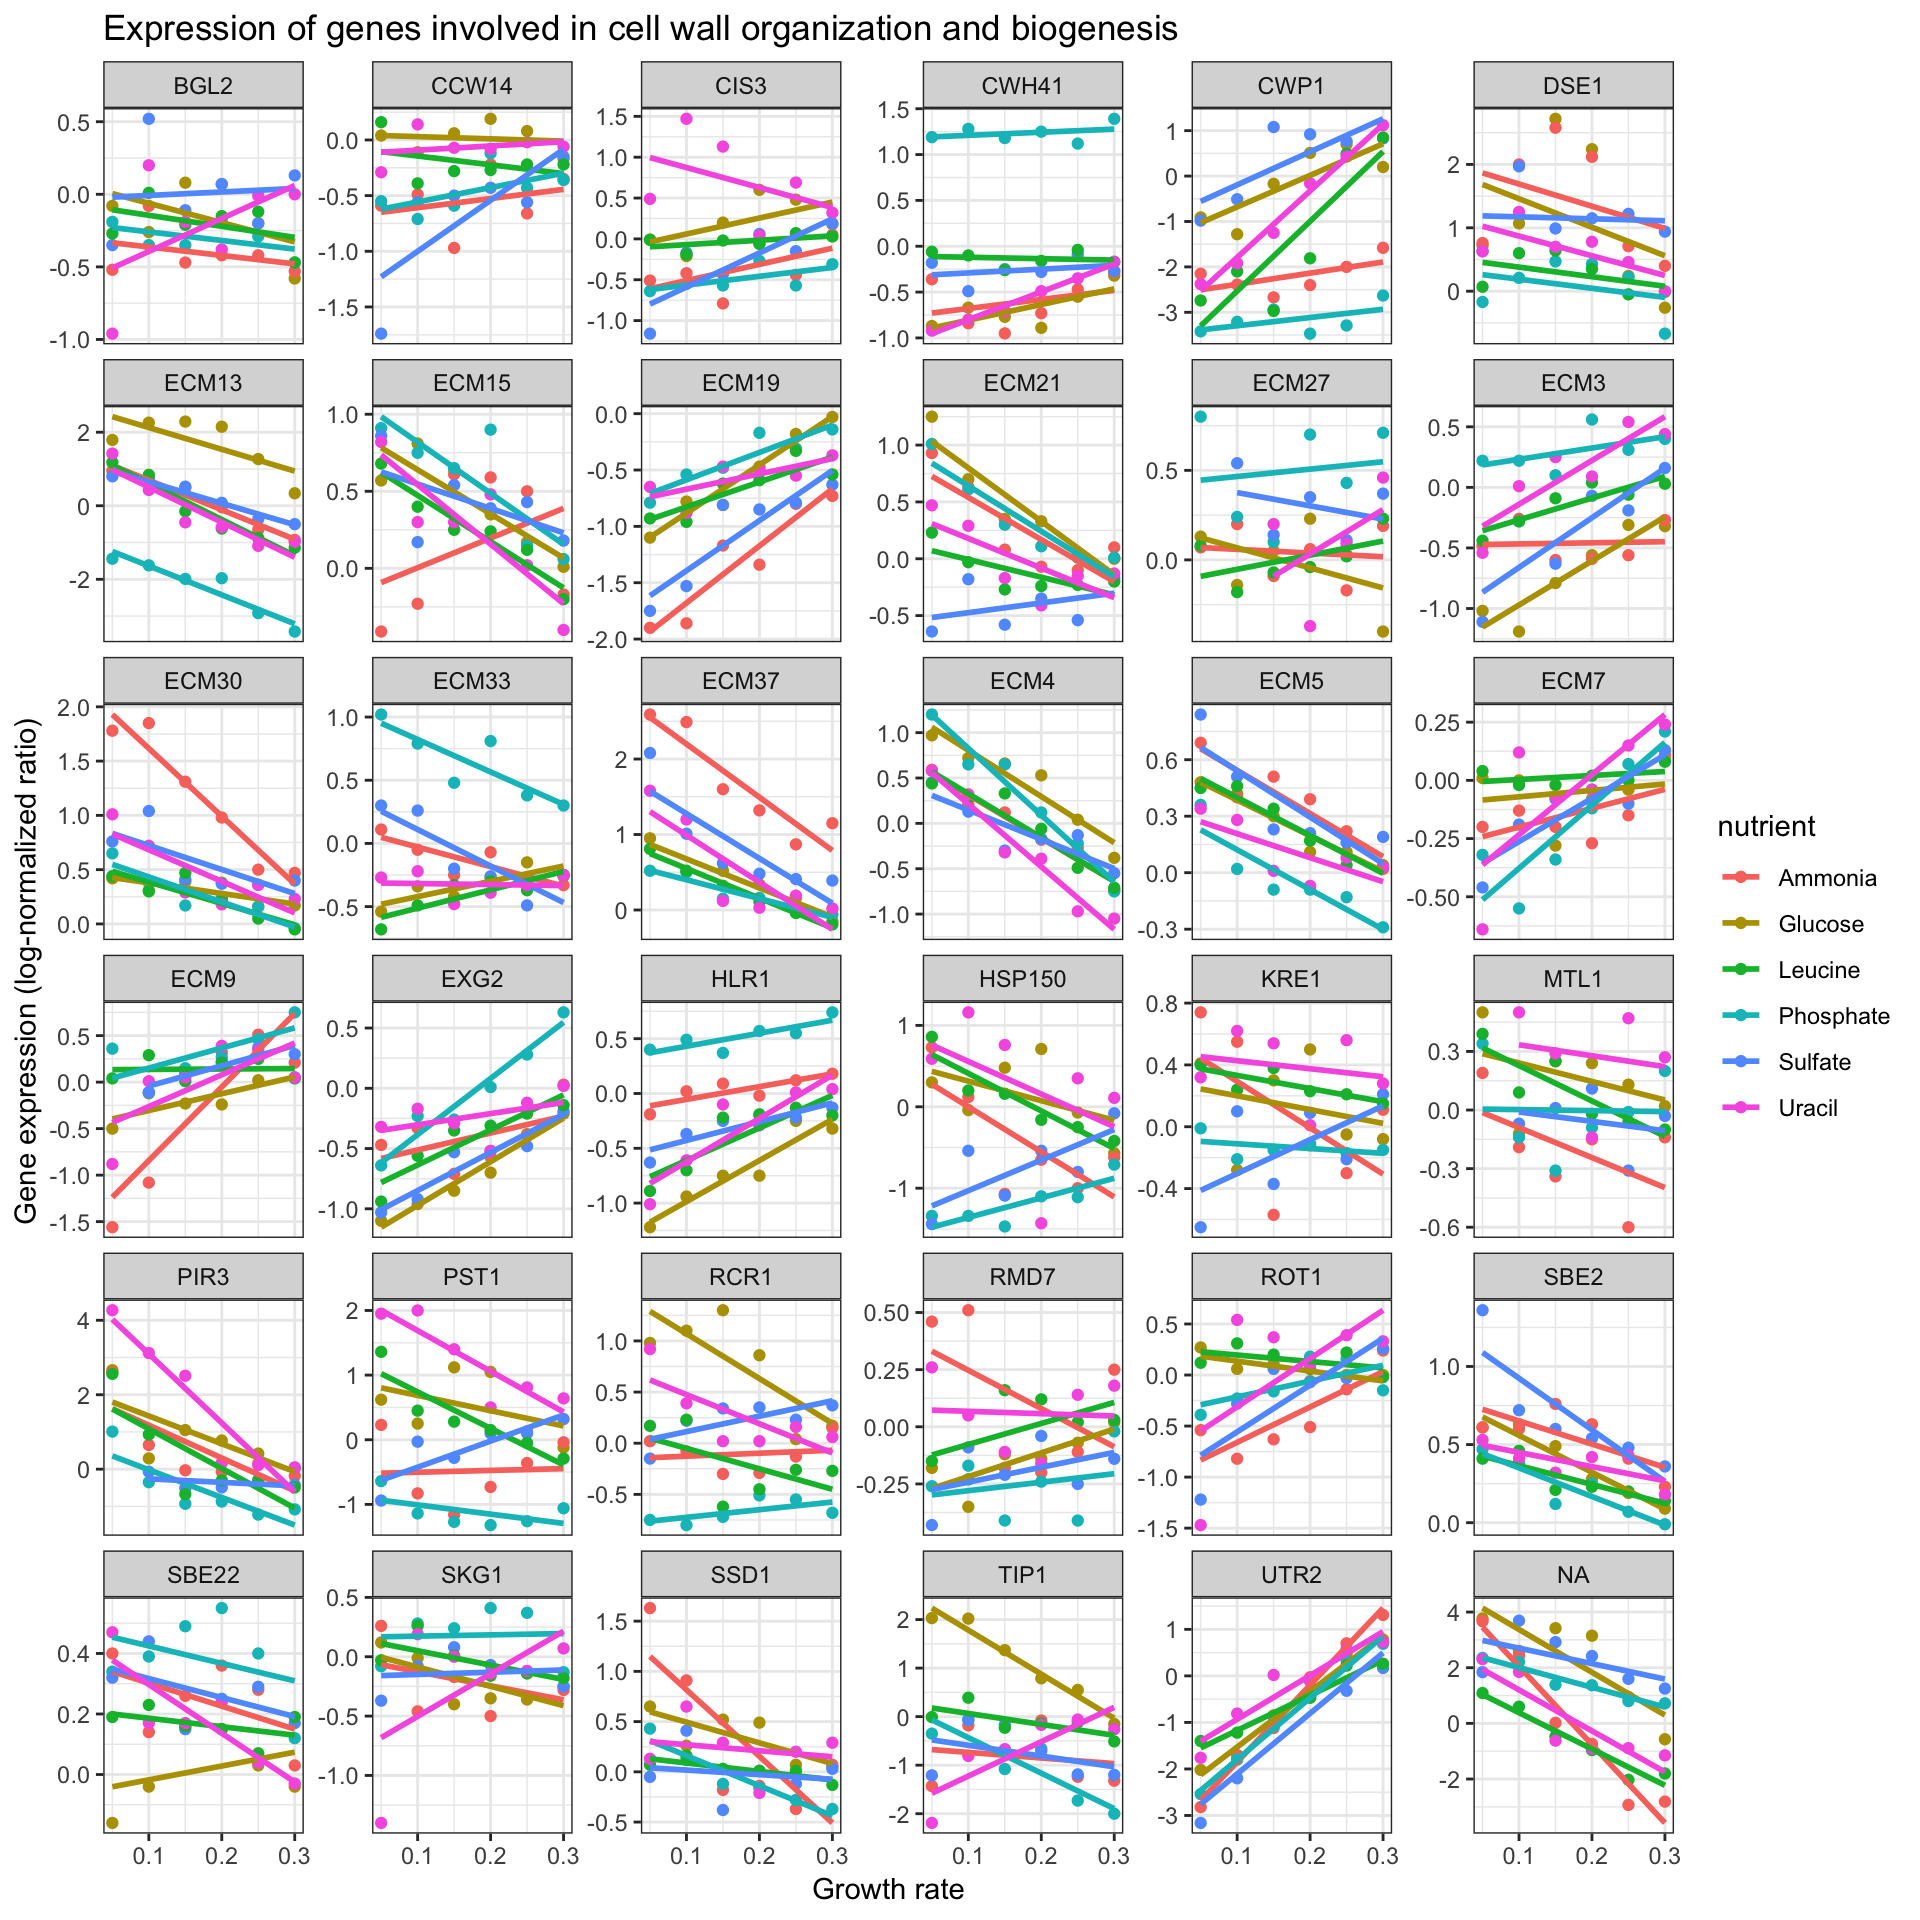 Expression of genes involved in cell wall organization and biogenesis
BGL2 CCW14 CIS3 CWH41 CWP1 DSE1
0.5 0.0 -0.5 -1.0
0.0 -0.5 -1.0 -1.5
1.5 1.0 0.5 0.0 -0.5 -1.0
1.5 1.0 0.5 0.0 -0.5 -1.0
1 0 -1 -2 -3
2 1 0
ECM13 ECM15 ECM19 ECM21 ECM27 ECM3
2 0 -2
1.0 0.5 0.0
0.0 -0.5 -1.0 -1.5 -2.0
1.0 0.5 0.0 -0.5
0.5 0.0
0.5 0.0 -0.5 -1.0
ECM30 ECM33 ECM37 ECM4 ECM5 ECM7
2.0 1.5 1.0 0.5 0.0
1.0 0.5 0.0 -0.5
2 1 0
1.0 0.5 0.0 -0.5 -1.0
0.6 0.3 0.0 -0.3
0.25 0.00 -0.25 -0.50
ECM9 EXG2 HLR1 HSP150 KRE1 MTL1
0.5 0.0 -0.5 -1.0 -1.5
0.5 0.0 -0.5 -1.0
0.5 0.0 -0.5 -1.0
1 0 -1
0.8 0.4 0.0 -0.4
0.3 0.0 -0.3 -0.6
PIR3 PST1 RCR1 RMD7 ROT1 SBE2
4 2 0
2 1 0 -1
1.0 0.5 0.0 -0.5
0.50 0.25 0.00 -0.25
0.5 0.0 -0.5 -1.0 -1.5
1.0 0.5 0.0
SBE22 SKG1 SSD1 TIP1 UTR2 NA
0.4 0.2 0.0
0.5 0.0 -0.5 -1.0
1.5 1.0 0.5 0.0 -0.5
2 1 0 -1 -2
1 0 -1 -2 -3
4 2 0 -2
0.1 0.2 0.3 0.1 0.2 0.3 0.1 0.2 0.3 0.1 0.2 0.3 0.1 0.2 0.3 0.1 0.2 0.3
Growth rate
Gene expression (log-normalized ratio)
nutrient
Ammonia
Glucose
Leucine
Phosphate
Sulfate
Uracil